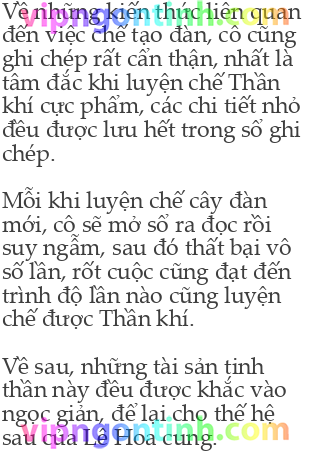 Về những kiến thức liên quan
vipngontinh.com
đến việc chế tạo đàn, cô cũng
ghi chép rất cẩn thận, nhất là
tâm đắc khi luyện chế Thần
khí cực phẩm, các chi tiết nhỏ
đều được lưu hết trong sổ ghi
chép.
Mỗi khi luyện chế cây đàn
mới, cô sẽ mở sổ ra đọc rồi
suy ngẫm, sau đó thất bại vô
số lần, rốt cuộc cũng đạt đến
trình độ lần nào cũng luyện
chế được Thần khí.
Về sau, những tài sản tinh
thần này đều được khắc vào
ngọc giản, để lại cho thế hệ
sau của Lê Hoa cung.
vipngontinh.com